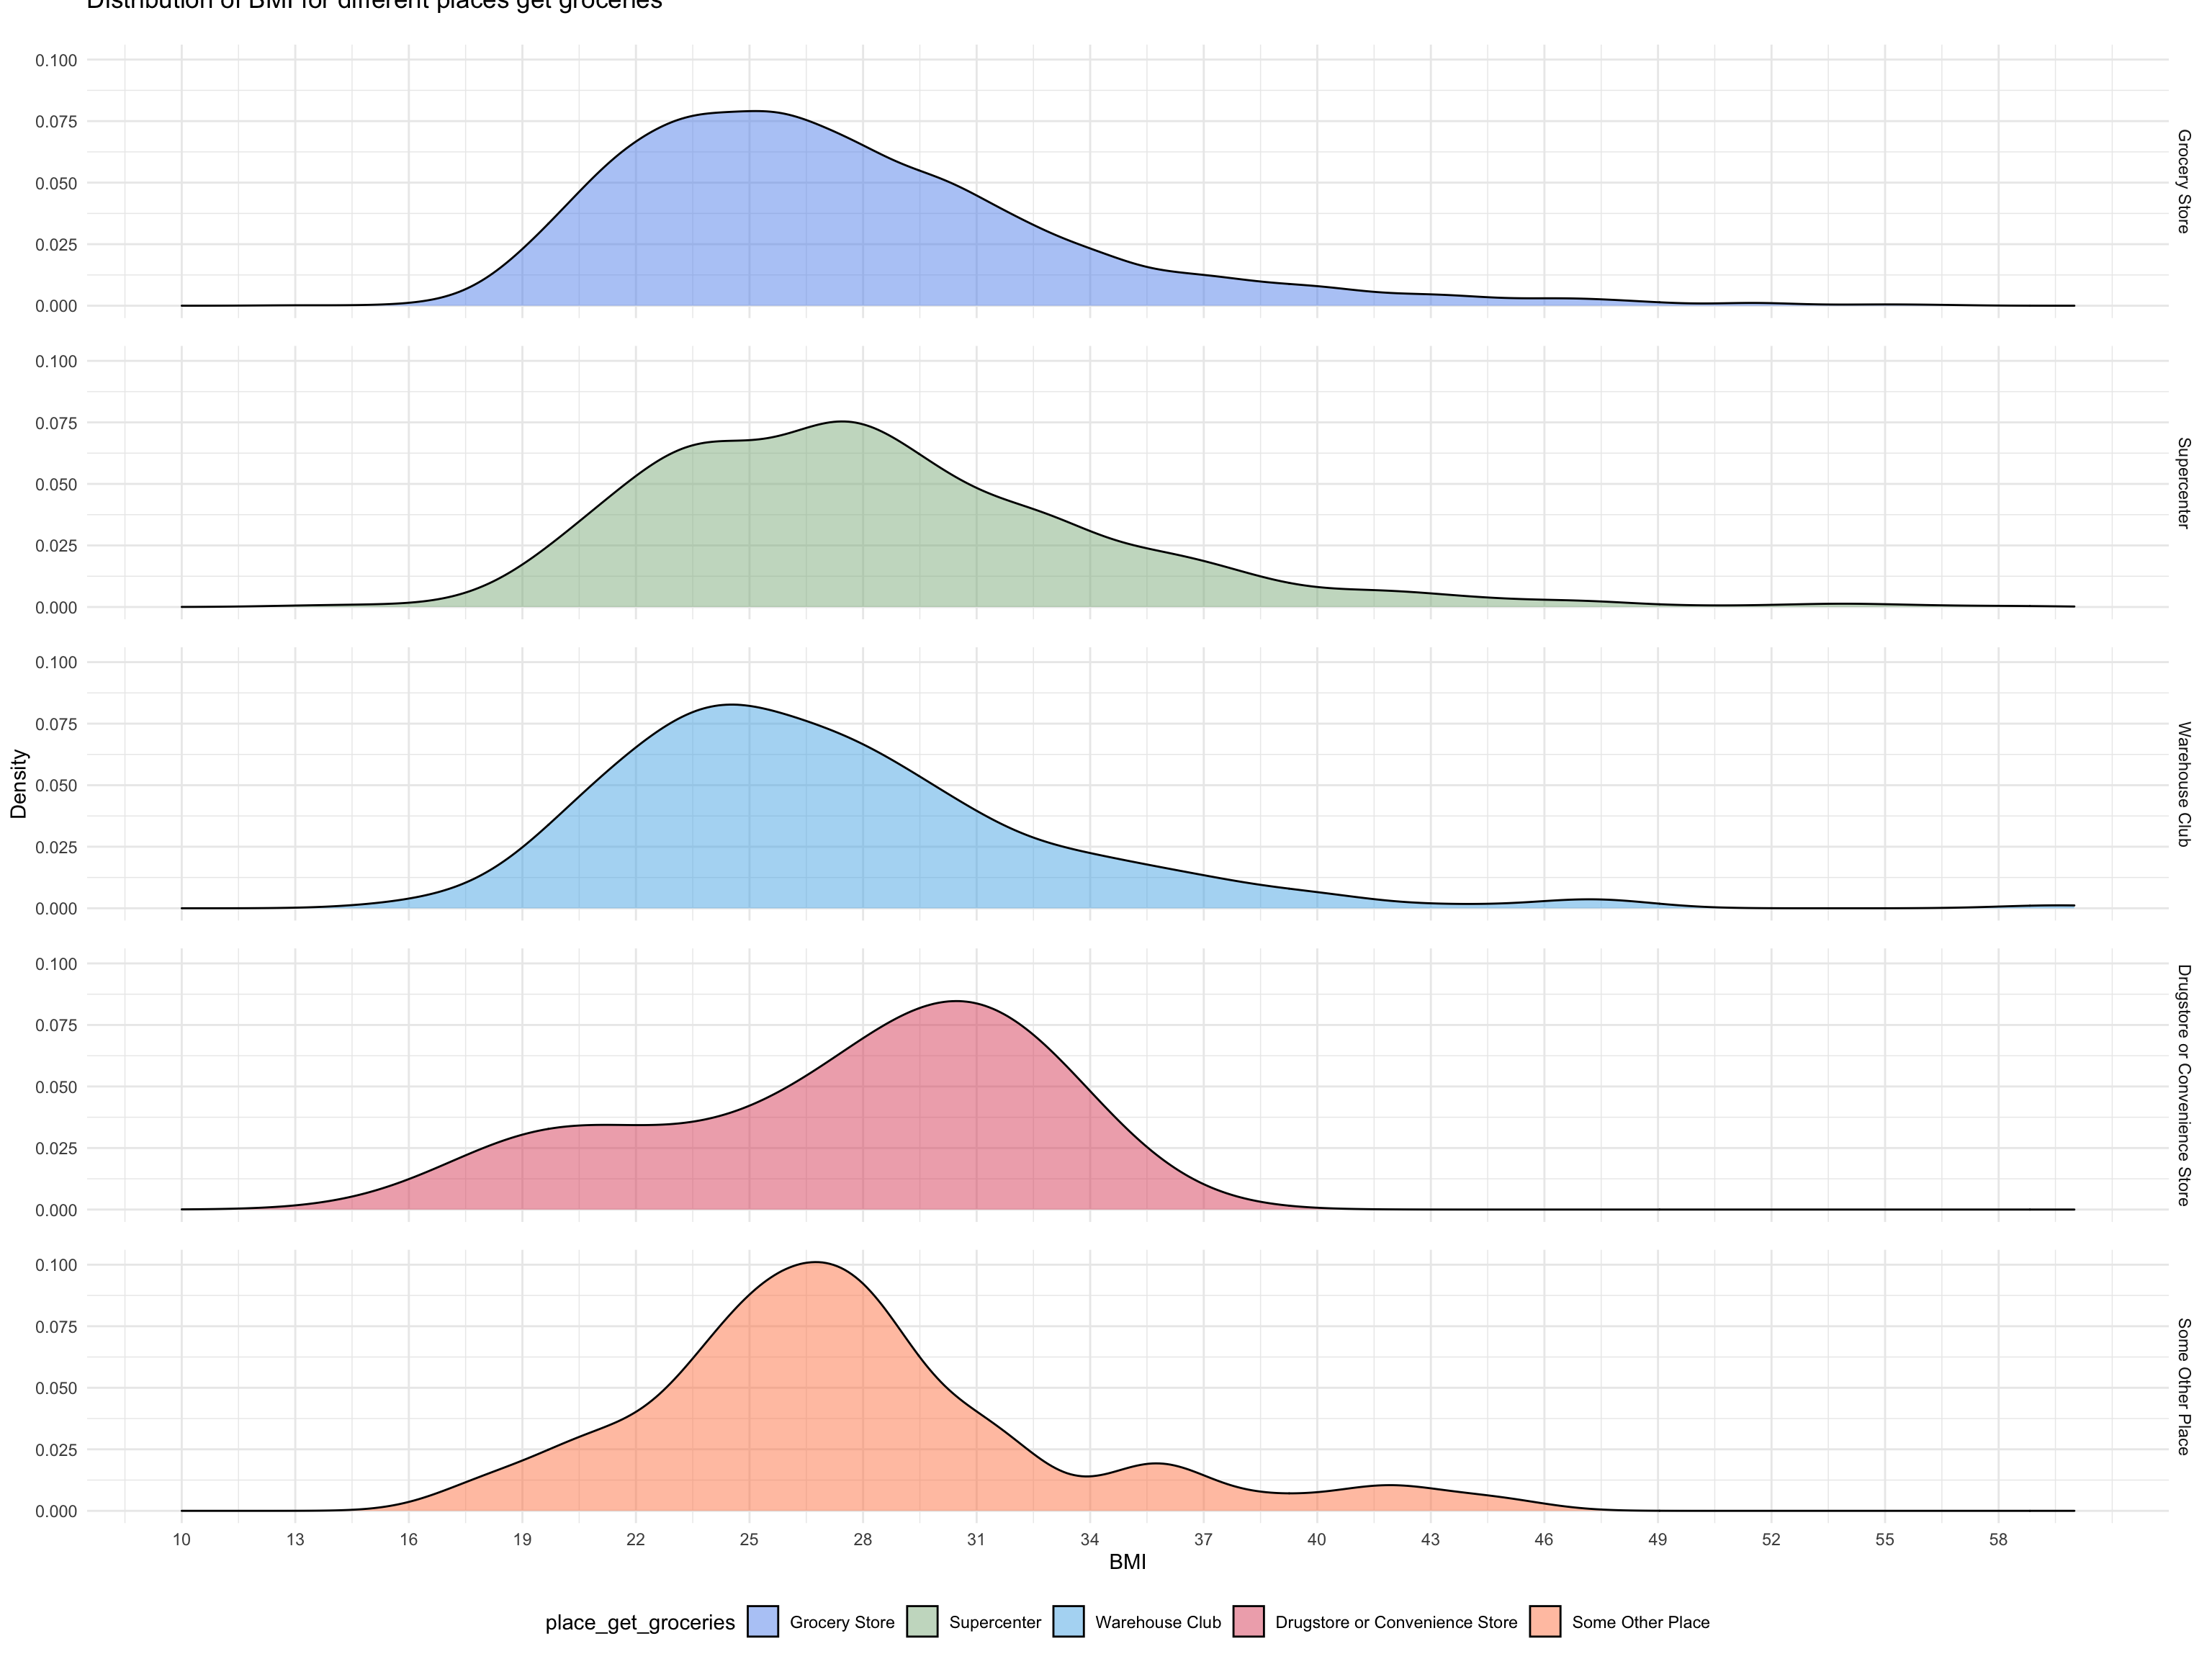 Distribution of BMI for different places get groceries
0.100
0.075
0.050
0.025
0.000
Grocery Store
0.100
0.075
0.050
0.025
0.000
Supercenter
0.100
0.075
0.050
0.025
0.000
Warehouse Club
Density
0.100
0.075
0.050
0.025
0.000
Drugstore or Convenience Store
0.100
0.075
0.050
0.025
0.000
Some Other Place
10 13 16 19 22 25 28 31 34 37 40 43 46 49 52 55 58
BMI
place_get_groceries Grocery Store Supercenter Warehouse Club Drugstore or Convenience Store Some Other Place